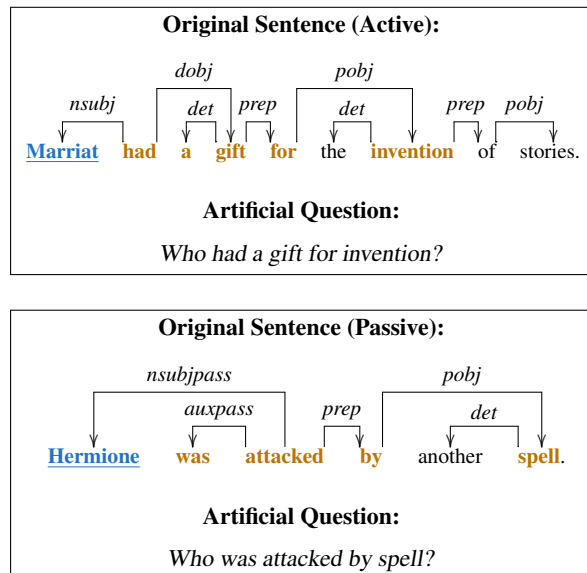 Original Sentence (Active):
dobj pobj
nsubj det prep det prep pobj
Marriat had a gift for the invention of stories.
Artificial Question:
Who had a gift for invention?
Original Sentence (Passive):
nsubjpass pobj
auxpass prep det
Hermione was attacked by another spell.
Artificial Question:
Who was attacked by spell?